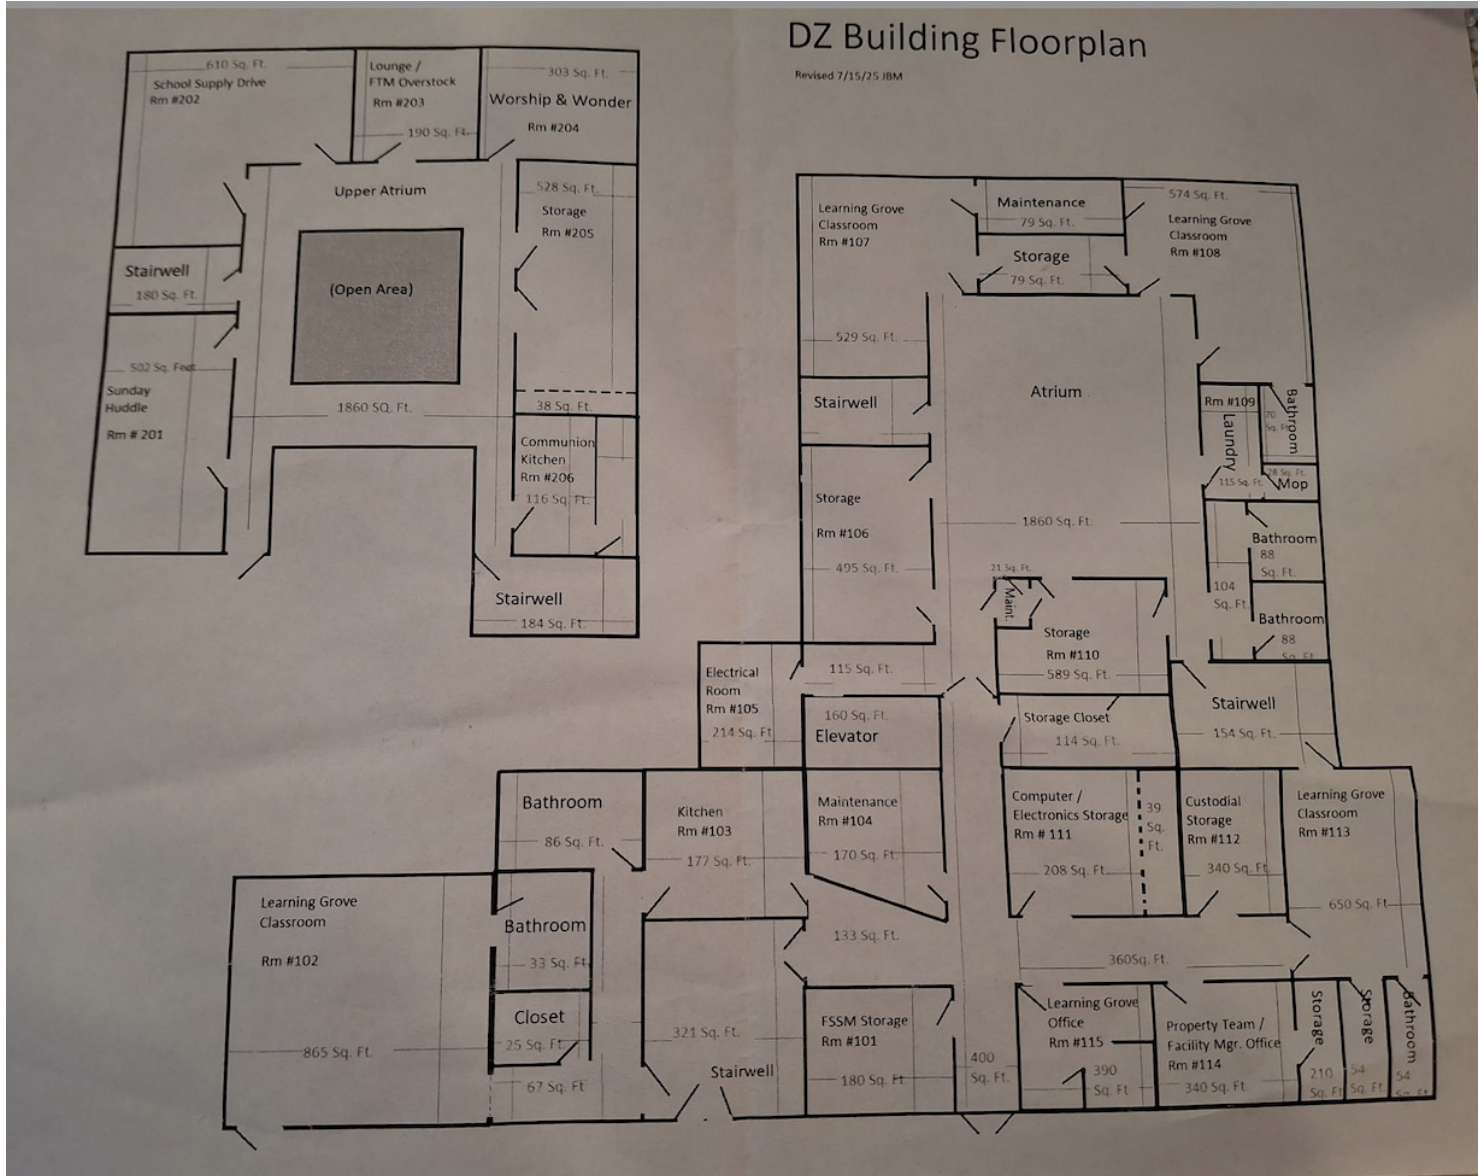 DZ Building Floorplan
Revised 7/15/25 JBM
610 Sq. Ft.
School Supply Drive
Rm #202
Lounge /
FTM Overstock
Rm #203
190 Sq. Ft.
303 Sq. Ft.
Worship & Wonder
Rm #204
Upper Atrium
528 Sq. Ft.
Storage
Rm #205
Stairwell
180 Sq. Ft.
(Open Area)
502 Sq. Feet
Sunday
Huddle
Rm # 201
1860 SQ. Ft.
38 Sq. Ft.
Communion
Kitchen
Rm #206
116 Sq. Ft.
Stairwell
184 Sq. Ft.
Learning Grove
Classroom
Rm #107
529 Sq. Ft.
Maintenance
79 Sq. Ft.
Storage
79 Sq. Ft.
574 Sq. Ft.
Learning Grove
Classroom
Rm #108
Stairwell
Atrium
1860 Sq. Ft.
Rm #109
Laundry
115 Sq. Ft.
Bathroom
70
Sq. Ft.
28 Sq. Ft.
Mop
Storage
Rm #106
495 Sq. Ft.
Bathroom
88
Sq. Ft.
104
Sq. Ft.
Bathroom
88
Sq. Ft.
21 Sq. Ft.
Maint.
Storage
Rm #110
589 Sq. Ft.
Electrical
Room
Rm #105
214 Sq. Ft
115 Sq. Ft.
160 Sq. Ft.
Elevator
Storage Closet
114 Sq. Ft.
Stairwell
154 Sq. Ft.
Bathroom
86 Sq. Ft.
Kitchen
Rm #103
177 Sq. Ft.
Maintenance
Rm #104
170 Sq. Ft.
Computer /
Electronics Storage
Rm # 111
208 Sq. Ft.
39
Sq.
Ft.
Custodial
Storage
Rm #112
340 Sq. Ft
Learning Grove
Classroom
Rm #113
650 Sq. Ft
Learning Grove
Classroom
Rm #102
865 Sq. Ft.
Bathroom
33 Sq. Ft.
Closet
25 Sq. Ft.
67 Sq. Ft
321 Sq. Ft.
Stairwell
133 Sq. Ft.
360Sq. Ft.
FSSM Storage
Rm #101
180 Sq. Ft.
400
Sq. Ft.
Learning Grove
Office
Rm #115
390
Sq. Ft
Property Team /
Facility Mgr. Office
Rm #114
340 Sq. Ft
Storage
210
Sq. Ft
Storage
54
Sq. Ft.
Bathroom
54
Sq. Ft.